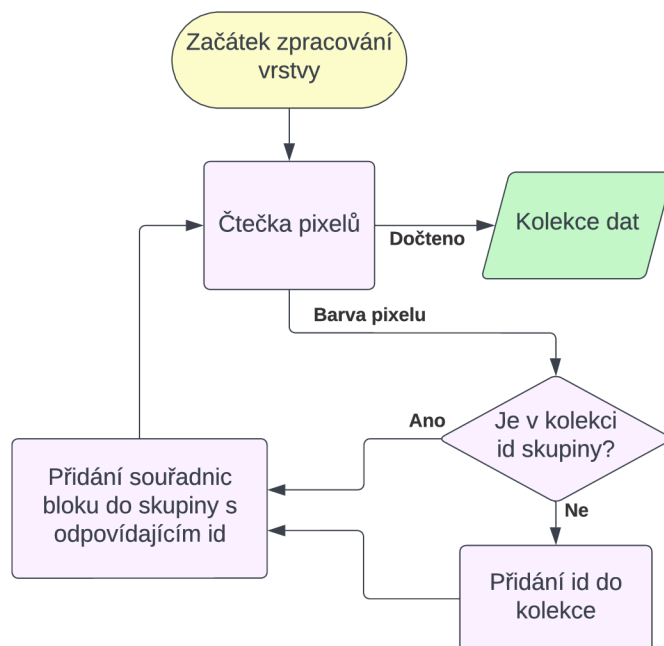 Začátek zpracování
vrstvy
Čtečka pixelů
Dočteno
Kolekce dat
Barva pixelu
Je v kolekci
id skupiny?
Ano
Ne
Přidání souřadnic
bloku do skupiny s
odpovídajícím id
Přidání id do
kolekce